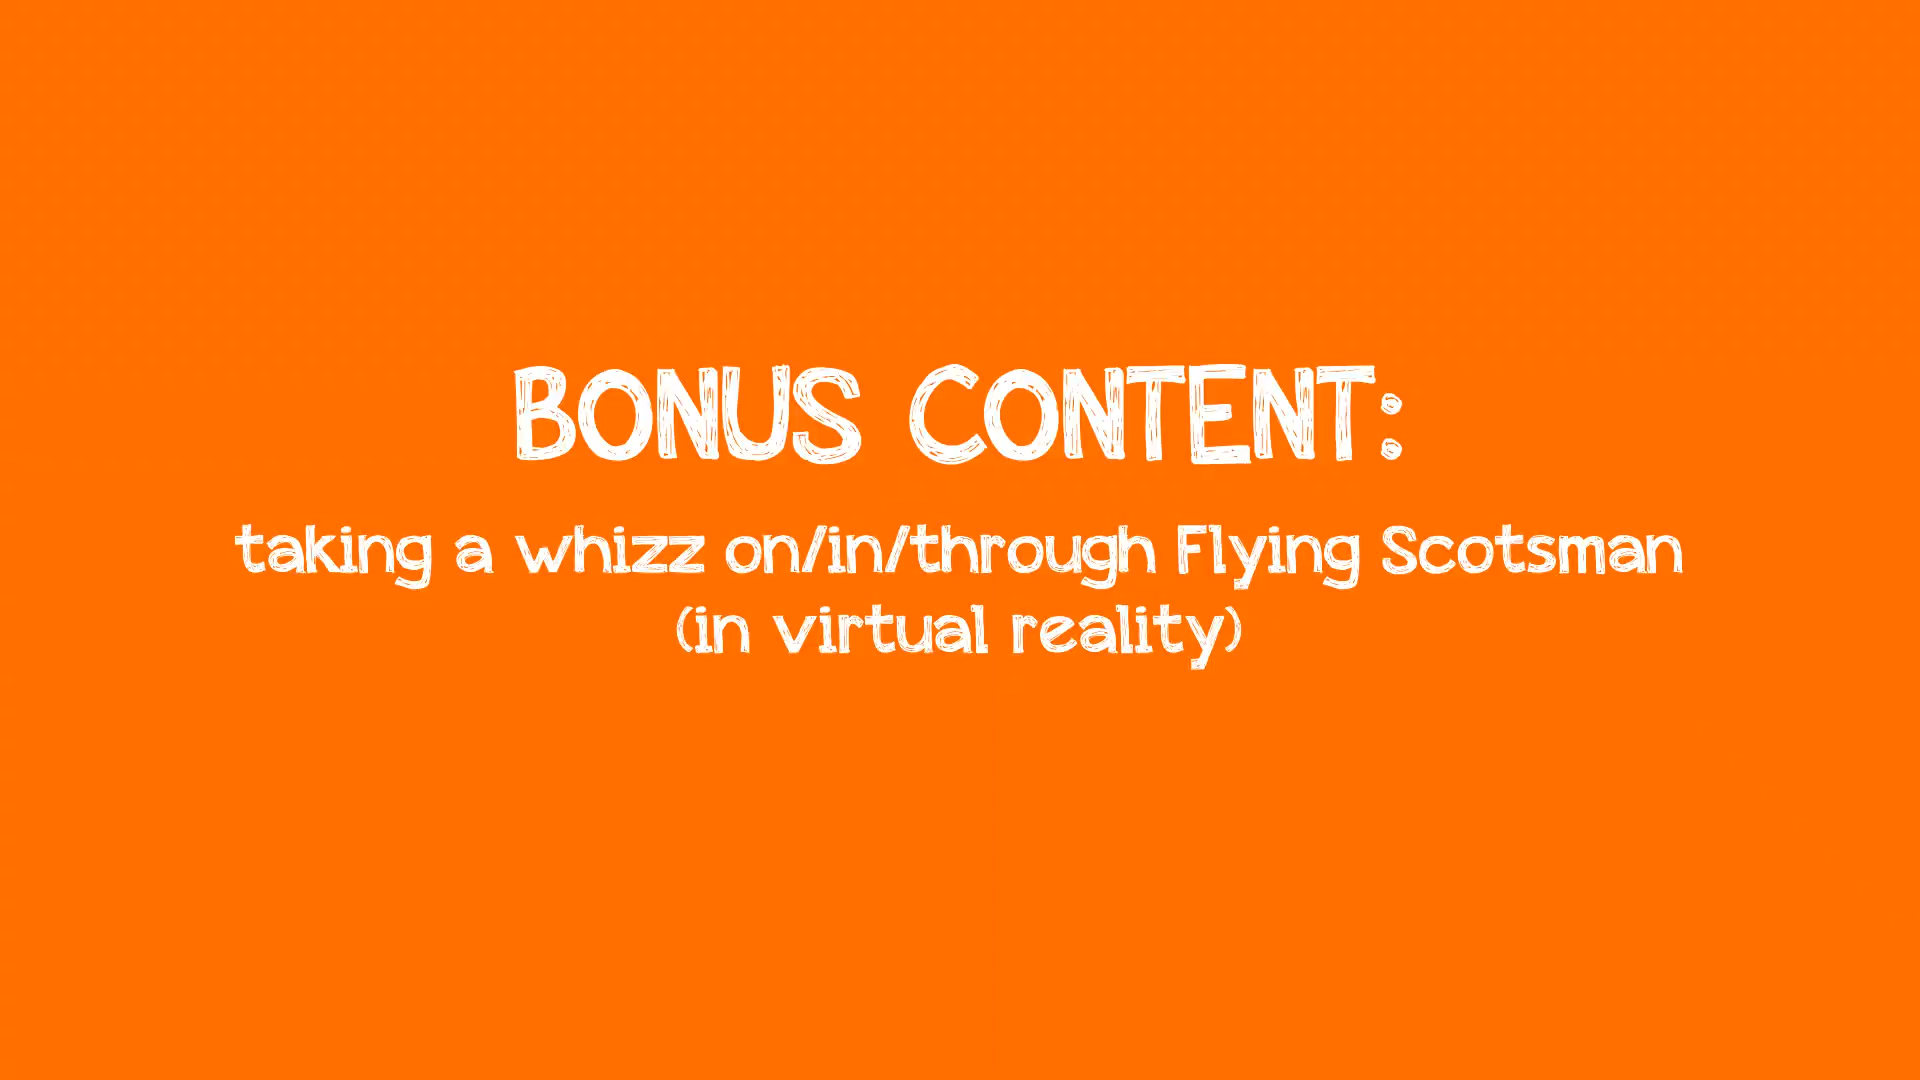 BONUS CONTENT:
taking a whizz on/in/through Flying Scotsman
(in virtual reality)